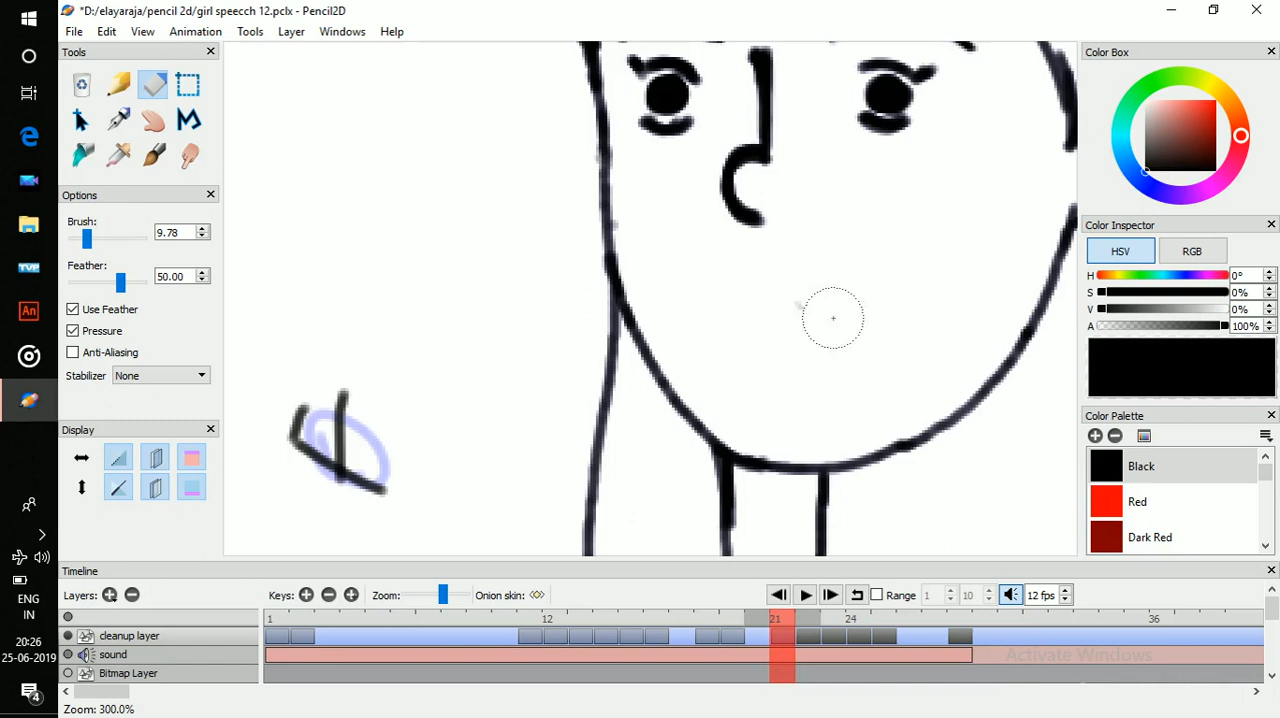 *D:/elayaraja/pencil 2d/girl speecch 12.pclx - Pencil2D
File Edit View Animation Tools Layer Windows Help
Tools
Options
Brush:
9.78
Feather:
50.00
Use Feather
Pressure
Anti-Aliasing
Stabilizer None
Display
Color Box
Color Inspector
HSV RGB
H 0°
S 0%
V 0%
A 100%
Color Palette
Black
Red
Dark Red
Timeline
Layers: Keys: Zoom: Onion skin: Range 1 10 12 fps
1 12 21 24 36
cleanup layer
sound
Activate Windows
Bitmap Layer
Zoom: 300.0%
TVP
An
ENG
IN
20:26
25-06-2019
4